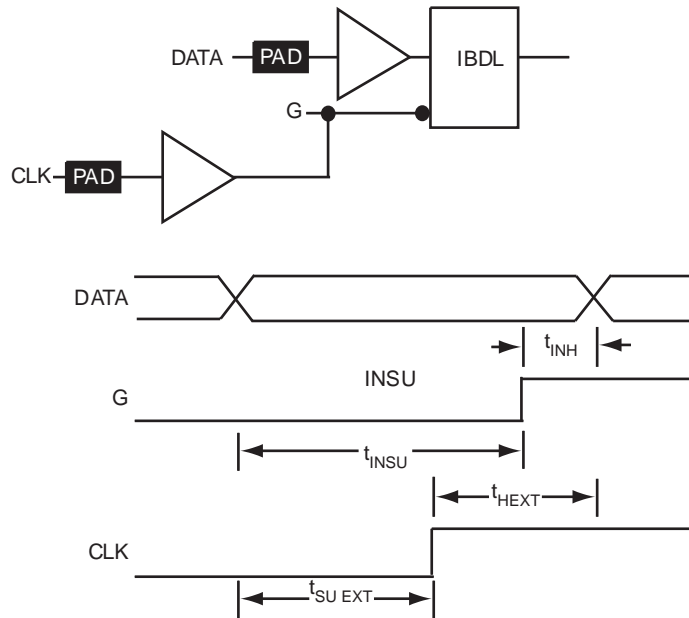 DATA PAD IBDL
G
CLK PAD
DATA
tINH
INSU
G
tINSU
tHEXT
CLK
tSU EXT